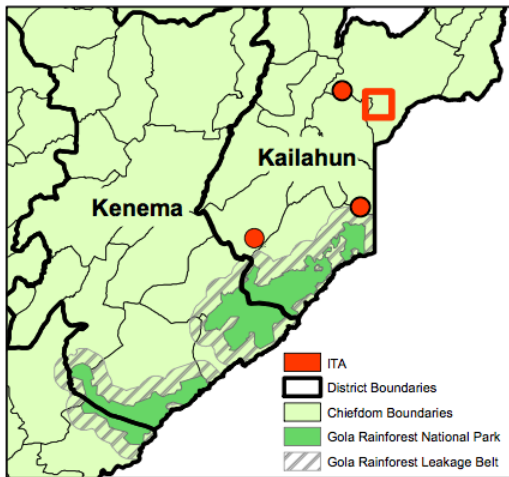 Kailahun
Kenema
ITA
District Boundaries
Chiefdom Boundaries
Gola Rainforest National Park
Gola Rainforest Leakage Belt